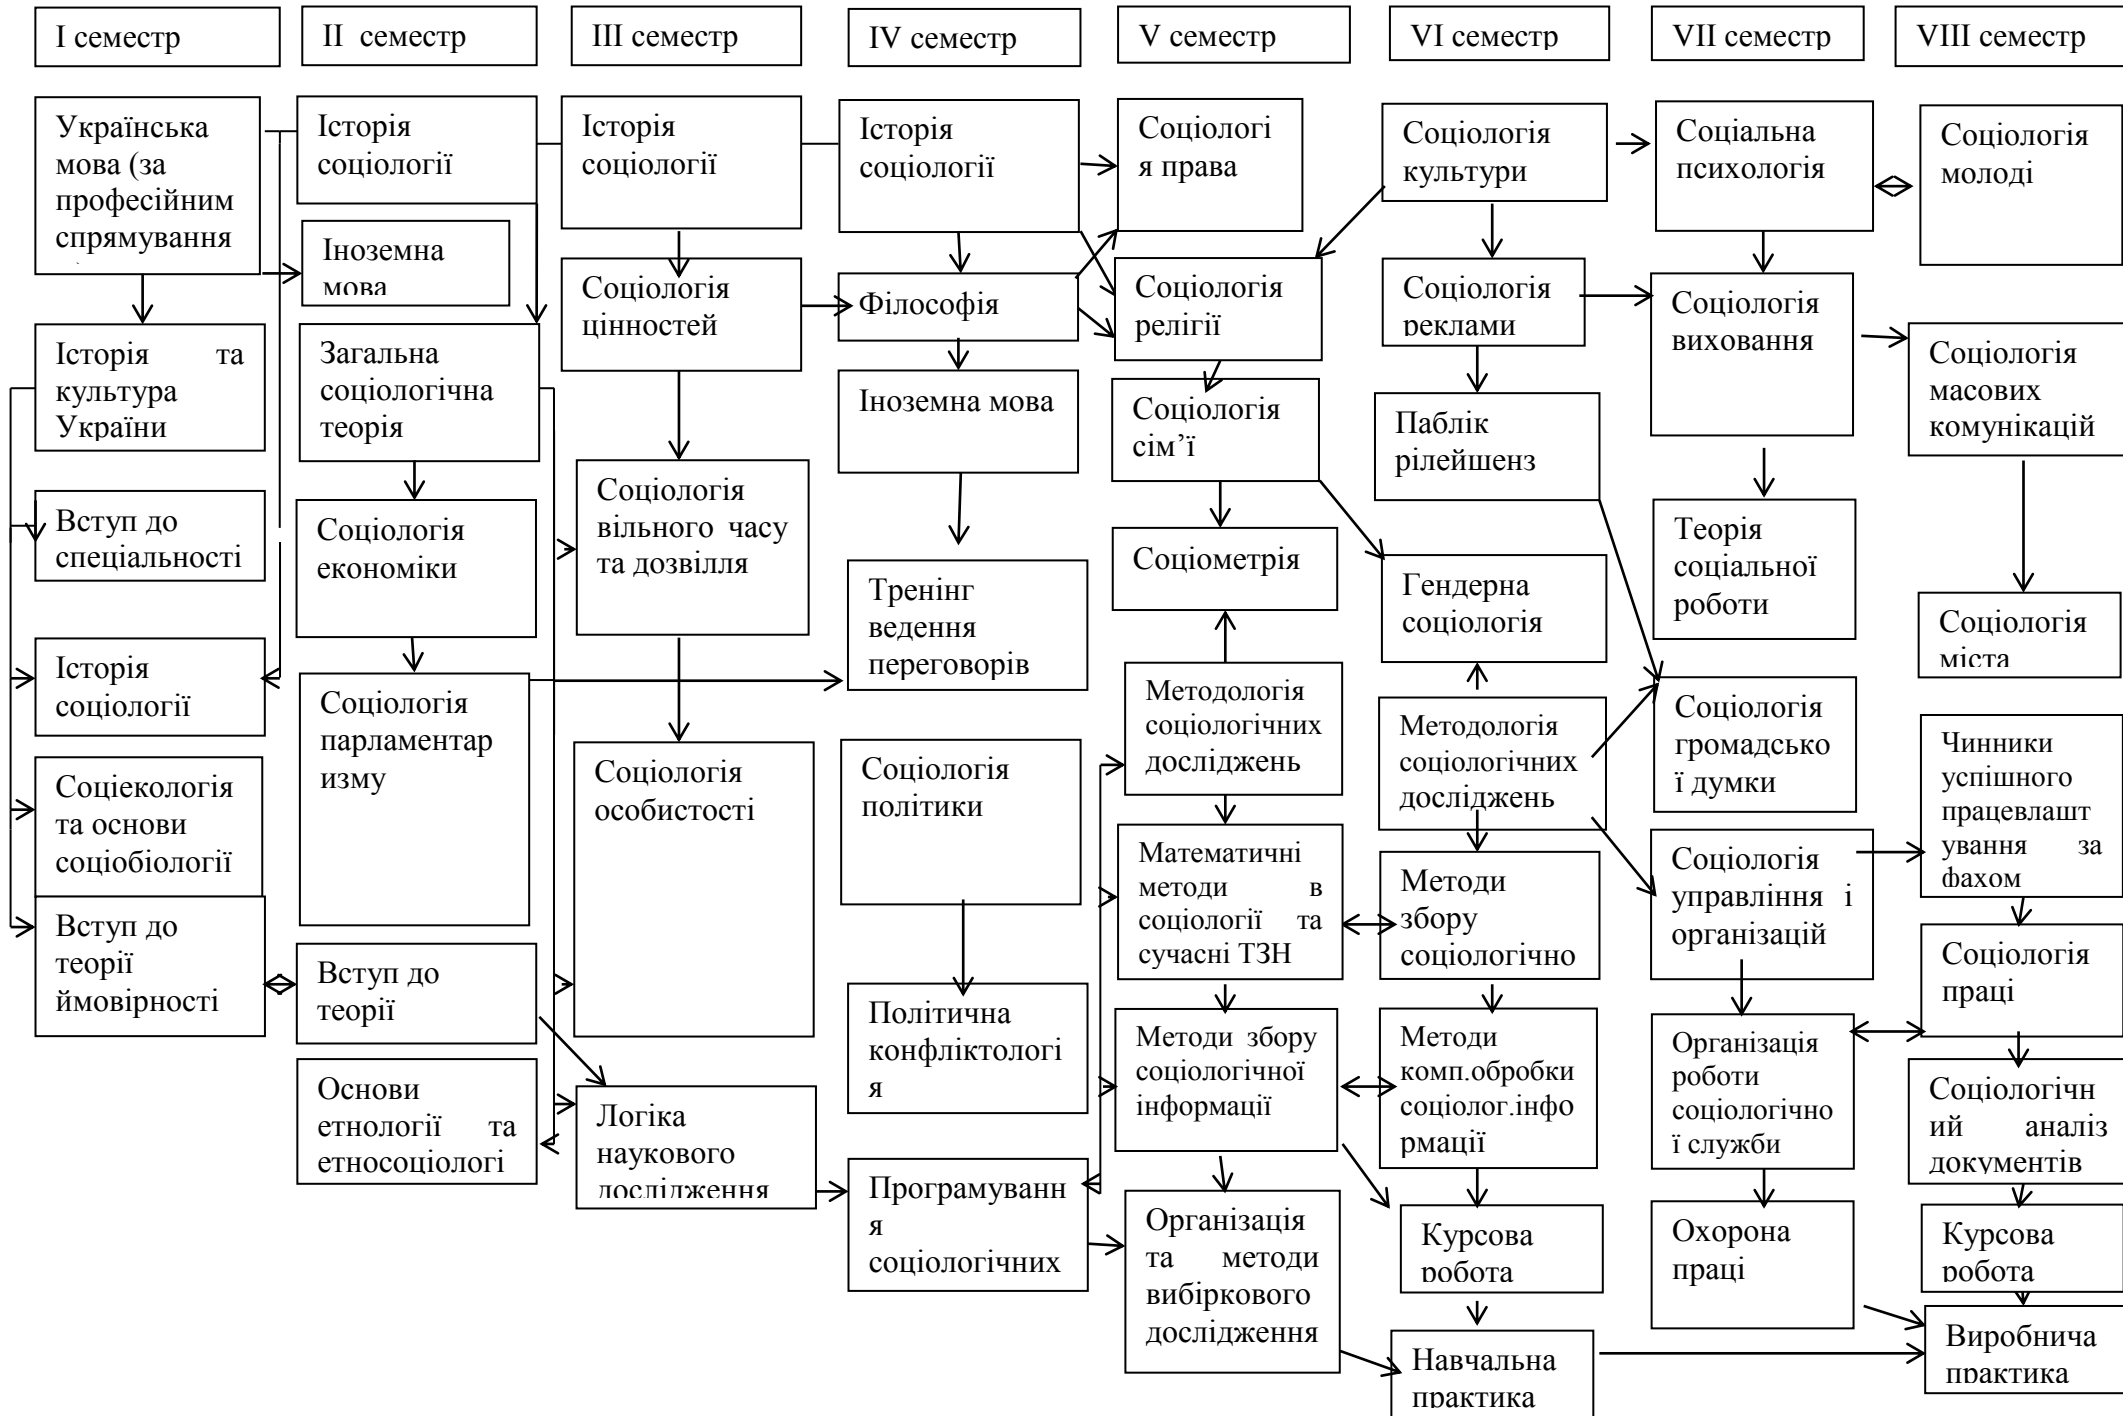 I семестр
II семестр
III семестр
IV семестр
V семестр
VI семестр
VII семестр
VIII семестр
Українська
мова (за
професійним
спрямування
Історія та
культура
України
Вступ до
спеціальності
Історія
соціології
Соціекологія
та основи
соціобіології
Вступ до
теорії
ймовірності
Історія
соціології
Іноземна
мова
Загальна
соціологічна
теорія
Соціологія
економіки
Соціологія
парламентар
изму
Вступ до
теорії
Основи
етнології та
етносоціологі
Історія
соціології
Соціологія
цінностей
Соціологія
вільного часу
та дозвілля
Соціологія
особистості
Логіка
наукового
дослідження
Історія
соціології
Філософія
Іноземна мова
Тренінг
ведення
переговорів
Соціологія
політики
Політична
конфліктологі
я
Програмуванн
я
соціологічних
Соціологі
я права
Соціологія
релігії
Соціологія
сім’ї
Соціометрія
Методологія
соціологічних
досліджень
Математичні
методи в
соціології та
сучасні ТЗН
Методи збору
соціологічної
інформації
Організація
та методи
вибіркового
дослідження
Соціологія
культури
Соціологія
реклами
Паблік
рілейшенз
Гендерна
соціологія
Методологія
соціологічних
досліджень
Методи
збору
соціологічно
Методи
комп.обробки
соціолог.інфо
рмації
Курсова
робота
Навчальна
практика
Соціальна
психологія
Соціологія
виховання
Теорія
соціальної
роботи
Соціологія
громадсько
ї думки
Соціологія
управління і
організацій
Організація
роботи
соціологічно
ї служби
Охорона
праці
Соціологія
молоді
Соціологія
масових
комунікацій
Соціологія
міста
Чинники
успішного
працевлашт
ування за
фахом
Соціологія
праці
Соціологічн
ий аналіз
документів
Курсова
робота
Виробнича
практика